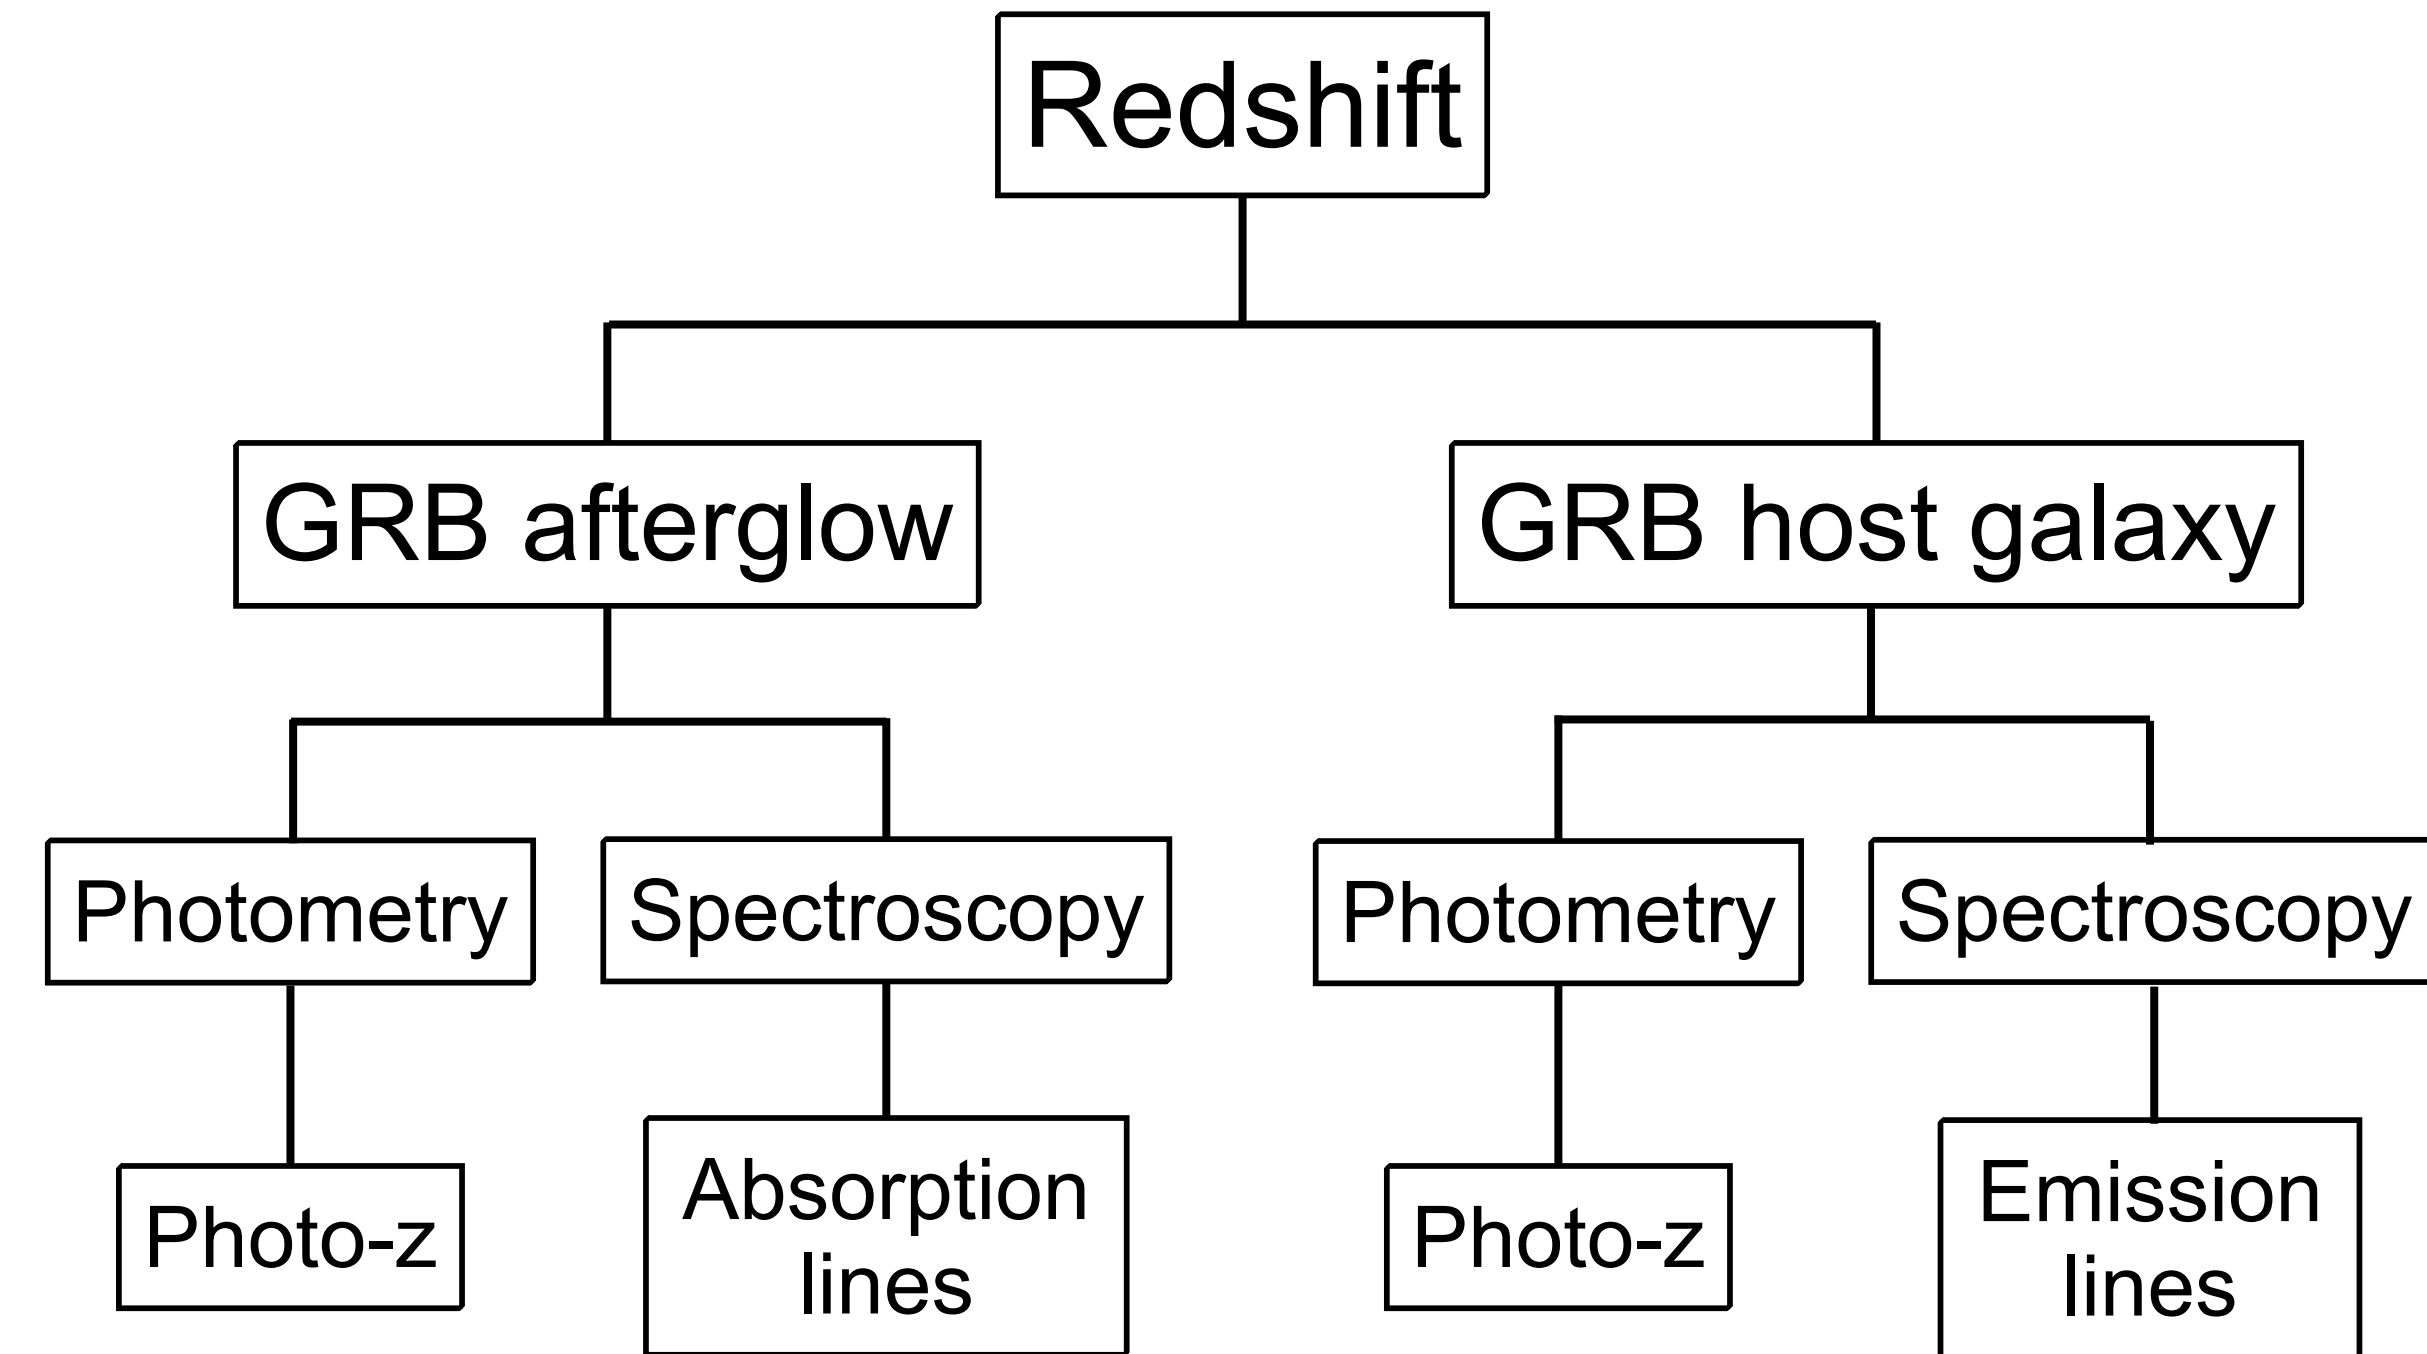 Redshift
GRB afterglow
GRB host galaxy
Photometry
Spectroscopy
Photometry
Spectroscopy
Photo-z
Absorption
lines
Photo-z
Emission
lines